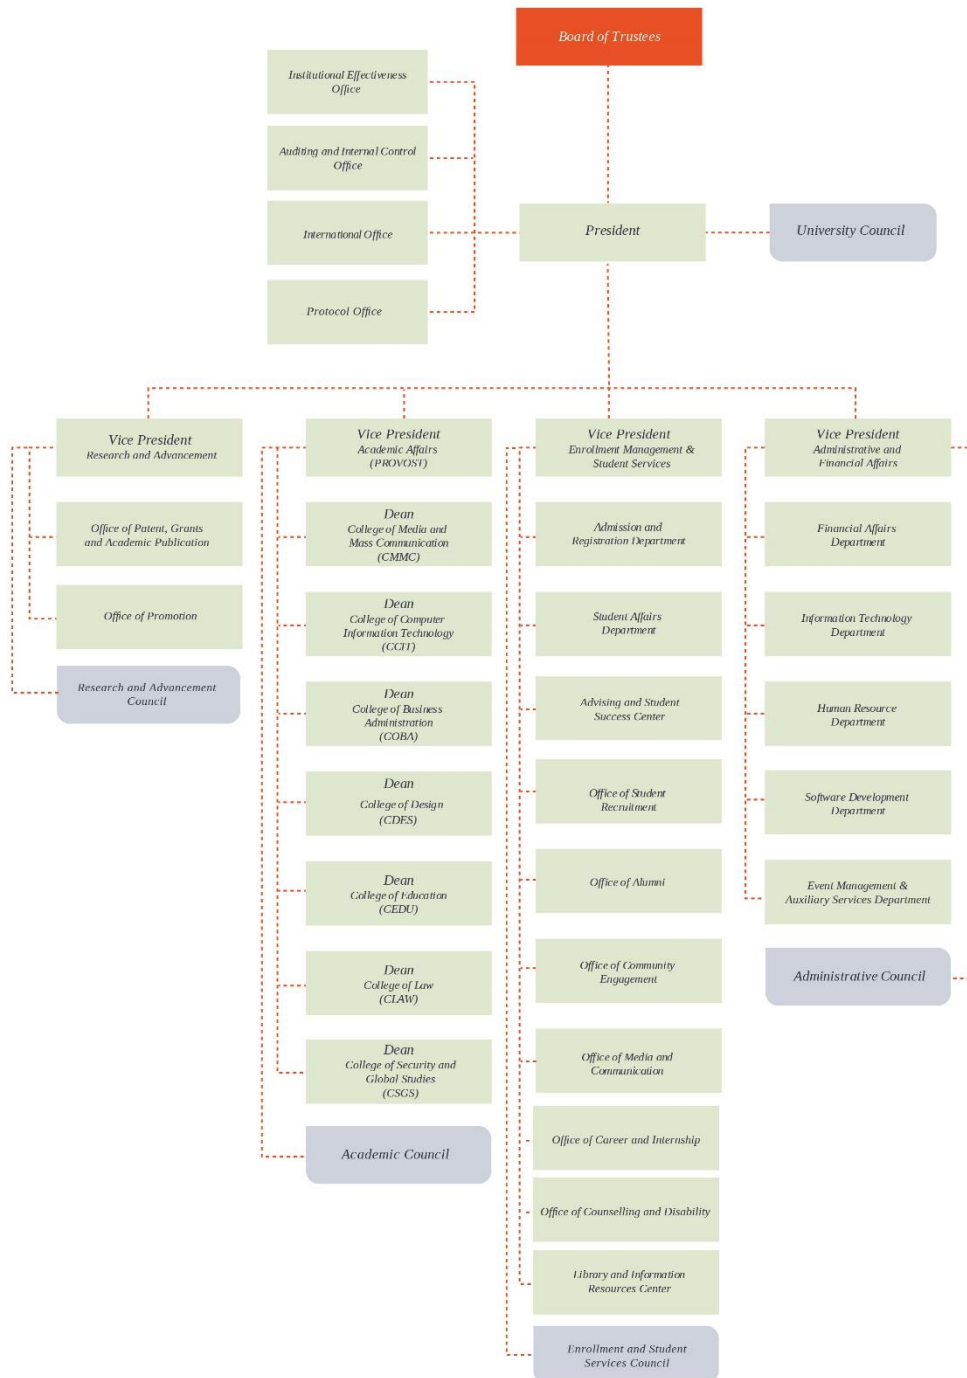 Board of Trustees
Institutional Effectiveness
Office
Auditing and Internal Control
Office
International Office
Protocol Office
President
University Council
Vice President
Research and Advancement
Office of Patent, Grants
and Academic Publication
Office of Promotion
Research and Advancement
Council
Vice President
Academic Affairs
(PROVOST)
Dean
College of Media and
Mass Communication
(CMMC)
Dean
College of Computer
Information Technology
(CCIT)
Dean
College of Business
Administration
(COBA)
Dean
College of Design
(CDES)
Dean
College of Education
(CEDU)
Dean
College of Law
(CLAW)
Dean
College of Security and
Global Studies
(CSGS)
Academic Council
Vice President
Enrollment Management &
Student Services
Admission and
Registration Department
Student Affairs
Department
Advising and Student
Success Center
Office of Student
Recruitment
Office of Alumni
Office of Community
Engagement
Office of Media and
Communication
Office of Career and Internship
Office of Counselling and Disability
Library and Information
Resources Center
Enrollment and Student
Services Council
Vice President
Administrative and
Financial Affairs
Financial Affairs
Department
Information Technology
Department
Human Resource
Department
Software Development
Department
Event Management &
Auxiliary Services Department
Administrative Council